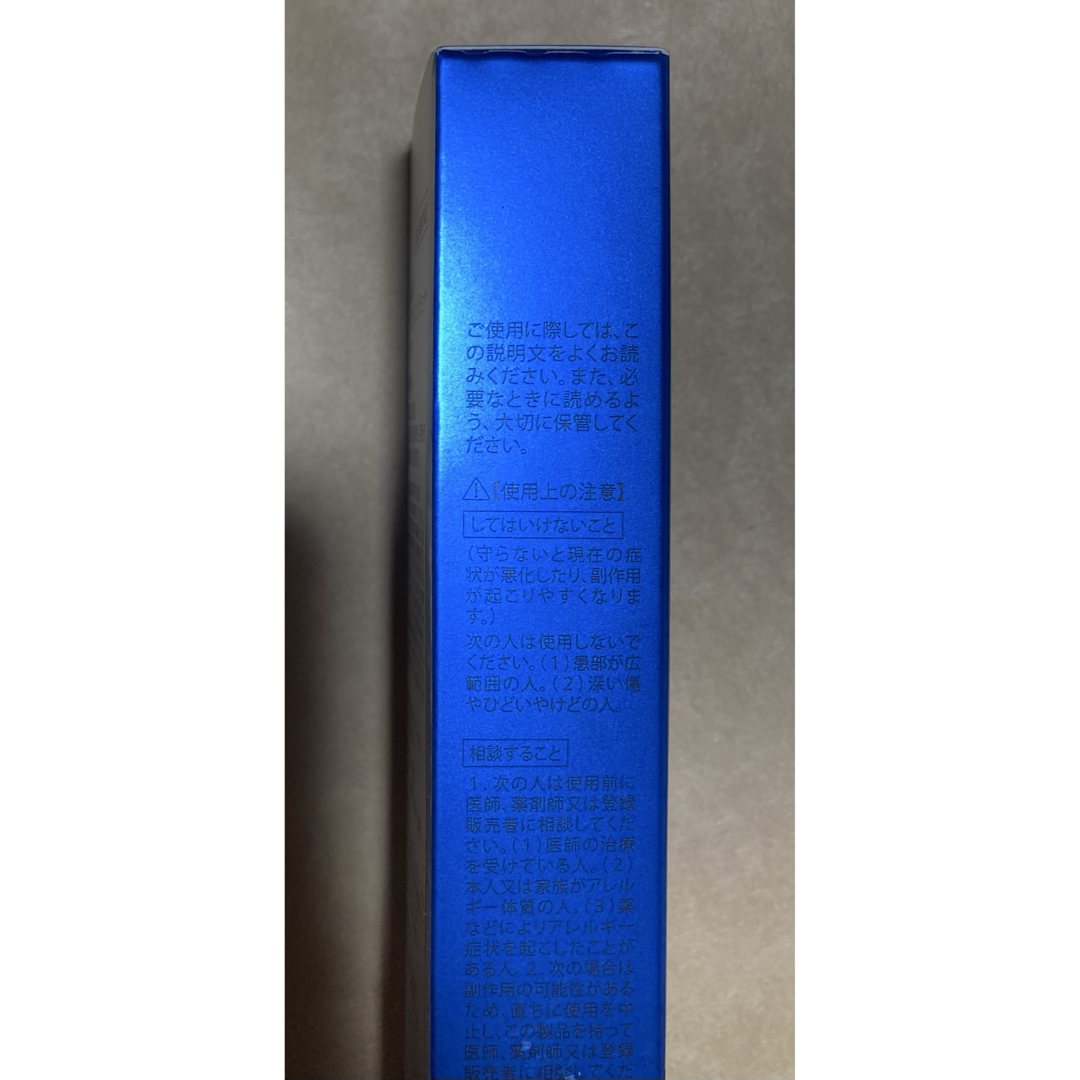 ご使用に際しては、こ
の説明文をよくお読
みください。また、必
要なときに読めるよ
う、大切に保管してく
ださい。
⚠【使用上の注意】
してはいけないこと
(守らないと現在の症
状が悪化したり、副作用
が起こりやすくなりま
す。)
次の人は使用しないで
ください。(1)患部が広
範囲の人。(2)深い傷
やひどいやけどの人。
相談すること
1.次の人は使用前に
医師、薬剤師又は登録
販売者に相談してくだ
さい。(1)医師の治療
を受けている人。(2)
本人又は家族がアレル
ギー体質の人。(3)薬
などによりアレルギー
症状を起こしたことが
ある人。2.次の場合は
副作用の可能性がある
ため、直ちに使用を中
止し、この製品を持って
医師、薬剤師又は登録
販売者に相談してくだ